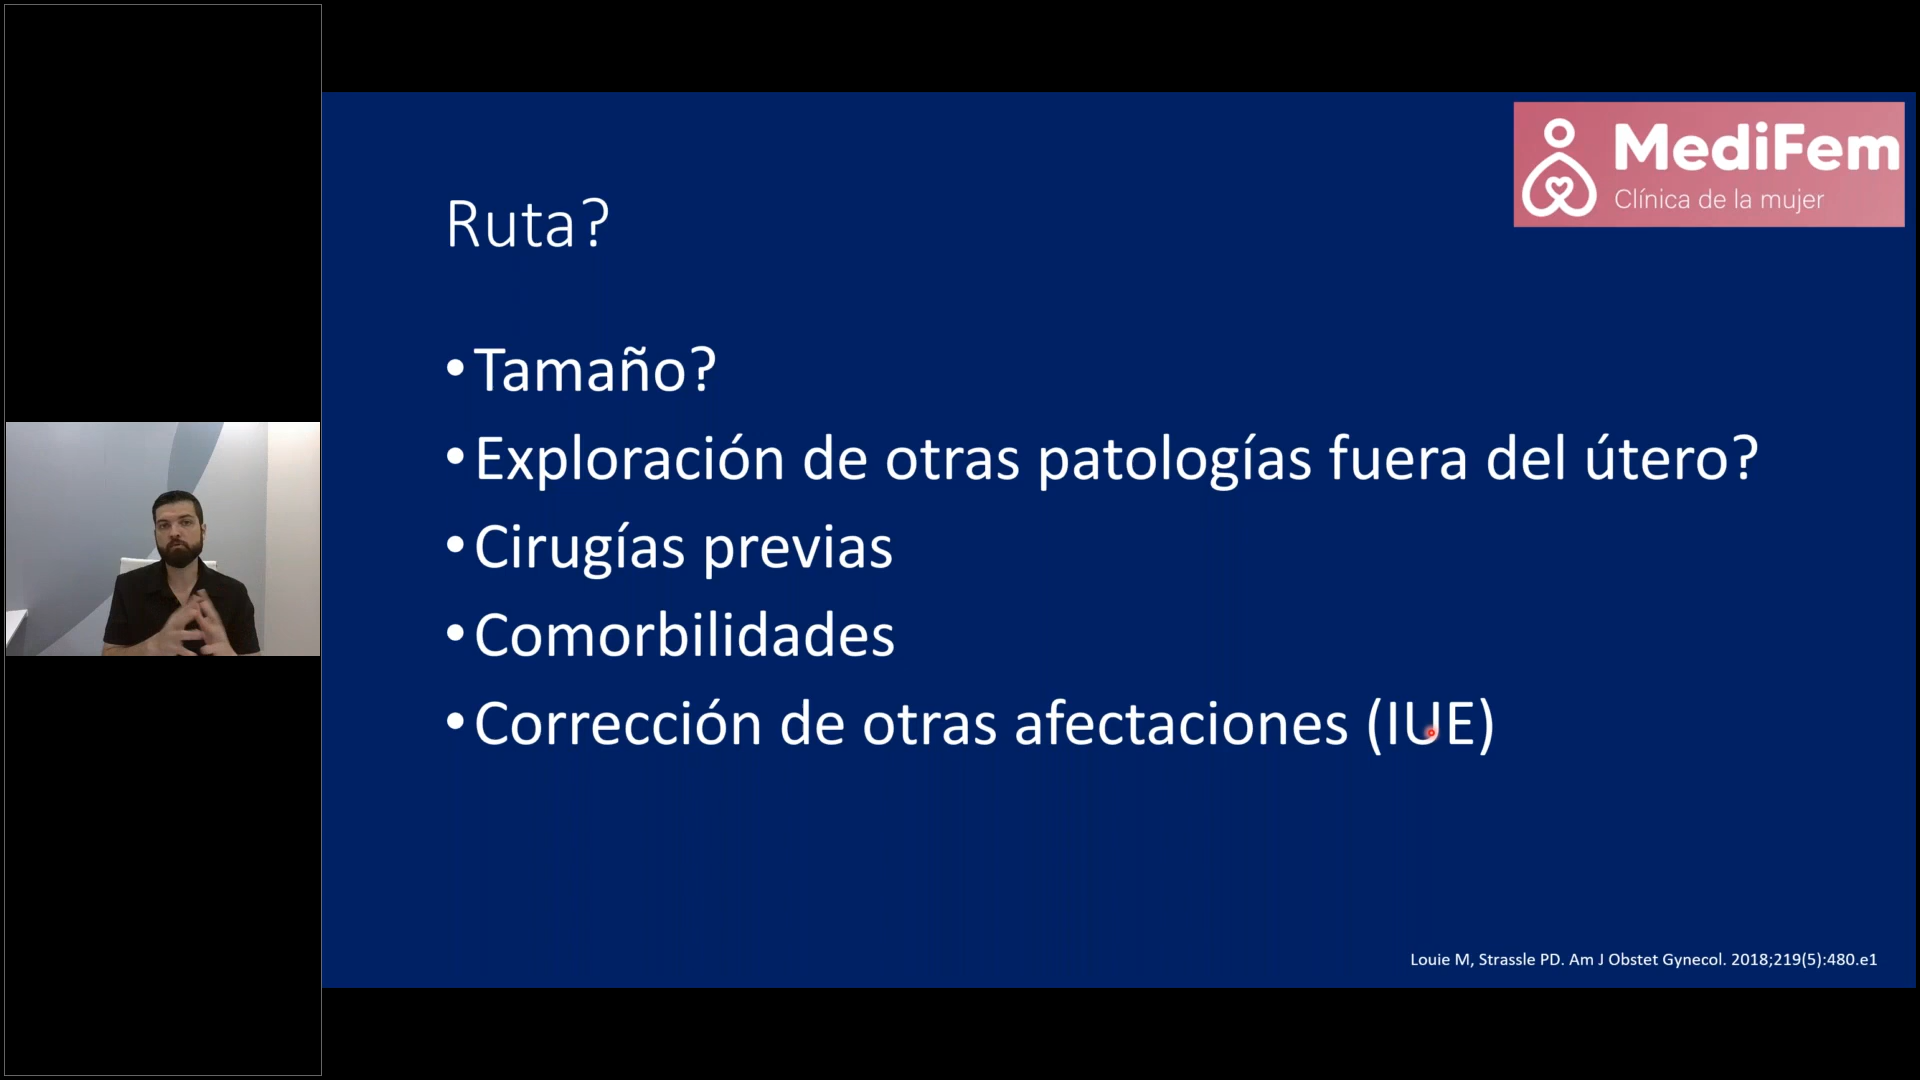 MediFem
Clínica de la mujer
Ruta?
•Tamaño?
•Exploración de otras patologías fuera del útero?
•Cirugías previas
•Comorbilidades
•Corrección de otras afectaciones (IUE)
Louie M, Strassle PD. Am J Obstet Gynecol. 2018;219(5):480.e1